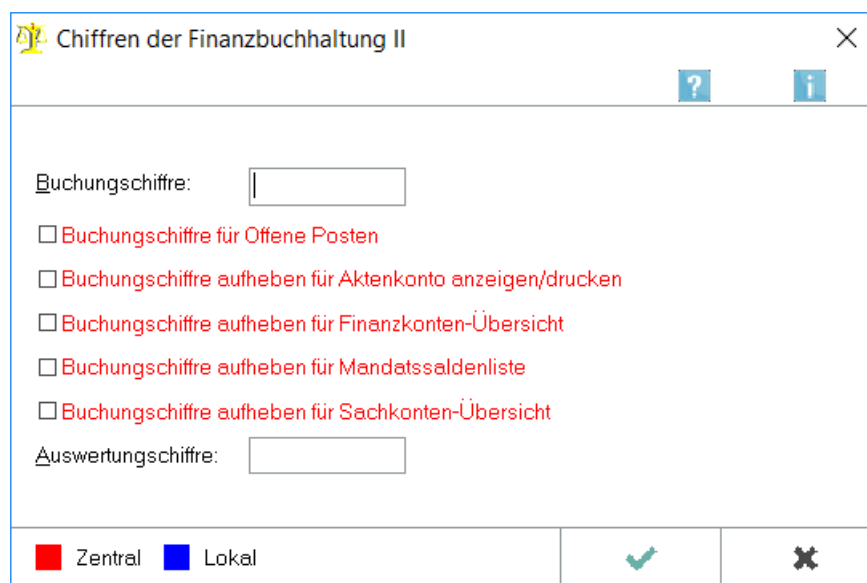 Chiffren der Finanzbuchhaltung II
?
i
Buchungschiffre:
Buchungschiffre für Offene Posten
Buchungschiffre aufheben für Aktenkonto anzeigen/drucken
Buchungschiffre aufheben für Finanzkonten-Übersicht
Buchungschiffre aufheben für Mandatssaldenliste
Buchungschiffre aufheben für Sachkonten-Übersicht
Auswertungschiffre:
Zentral Lokal